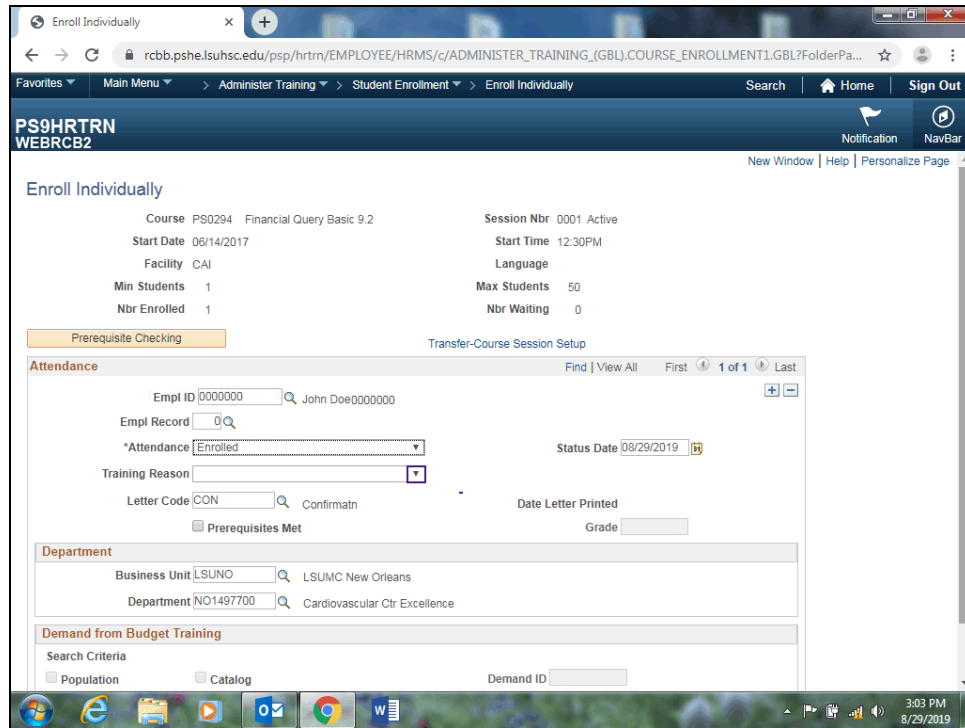 Enroll Individually
rcbb.pshe.lsuhsc.edu/psp/hrtrn/EMPLOYEE/HRMS/c/ADMINISTER_TRAINING_(GBL).COURSE_ENROLLMENT1.GBL?FolderPa...
Favorites Main Menu > Administer Training > Student Enrollment > Enroll Individually Search Home Sign Out
PS9HRTRN
WEBRCB2
Notification NavBar
New Window | Help | Personalize Page
Enroll Individually
Course PS0294 Financial Query Basic 9.2 Session Nbr 0001 Active
Start Date 06/14/2017 Start Time 12:30PM
Facility CAI Language
Min Students 1 Max Students 50
Nbr Enrolled 1 Nbr Waiting 0
Prerequisite Checking Transfer-Course Session Setup
Attendance Find | View All First 1 of 1 Last
Empl ID 0000000 John Doe0000000
Empl Record 0
*Attendance Enrolled Status Date 08/29/2019
Training Reason
Letter Code CON Confirmatn Date Letter Printed
Prerequisites Met Grade
Department
Business Unit LSUNO LSUMC New Orleans
Department NO1497700 Cardiovascular Ctr Excellence
Demand from Budget Training
Search Criteria
Population Catalog Demand ID
3:03 PM
8/29/2019